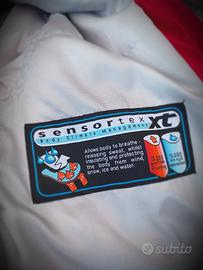 sensortex xt
Body Climate Management
Allows body to breathe -
releasing sweat, whilst
insulating and protecting
the body from wind,
snow, ice and water.
subito